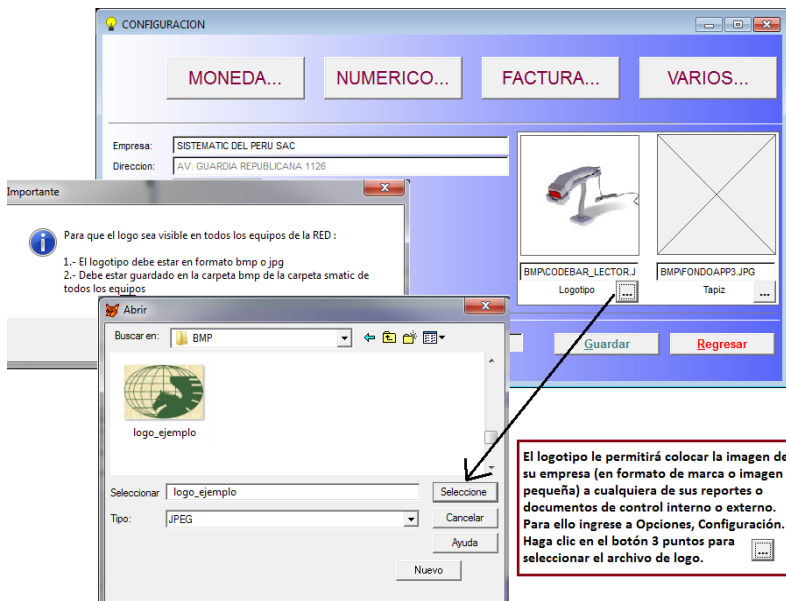 CONFIGURACION
MONEDA...
NUMERICO...
FACTURA...
VARIOS...
Empresa:
SISTEMATIC DEL PERU SAC
Direccion:
AV. GUARDIA REPUBLICANA 1126
BMP\CODEBAR_LECTOR.J
BMP\FONDOAPP3.JPG
Logotipo
...
Tapiz
...
Guardar
Regresar
Importante
Para que el logo sea visible en todos los equipos de la RED :
1.- El logotipo debe estar en formato bmp o jpg
2.- Debe estar guardado en la carpeta bmp de la carpeta smatic de
todos los equipos
Abrir
Buscar en:
BMP
logo_ejemplo
Seleccionar
logo_ejemplo
Seleccione
Tipo:
JPEG
Cancelar
Ayuda
Nuevo
El logotipo le permitirá colocar la imagen de
su empresa (en formato de marca o imagen
pequeña) a cualquiera de sus reportes o
documentos de control interno o externo.
Para ello ingrese a Opciones, Configuración.
Haga clic en el botón 3 puntos para
seleccionar el archivo de logo.
...